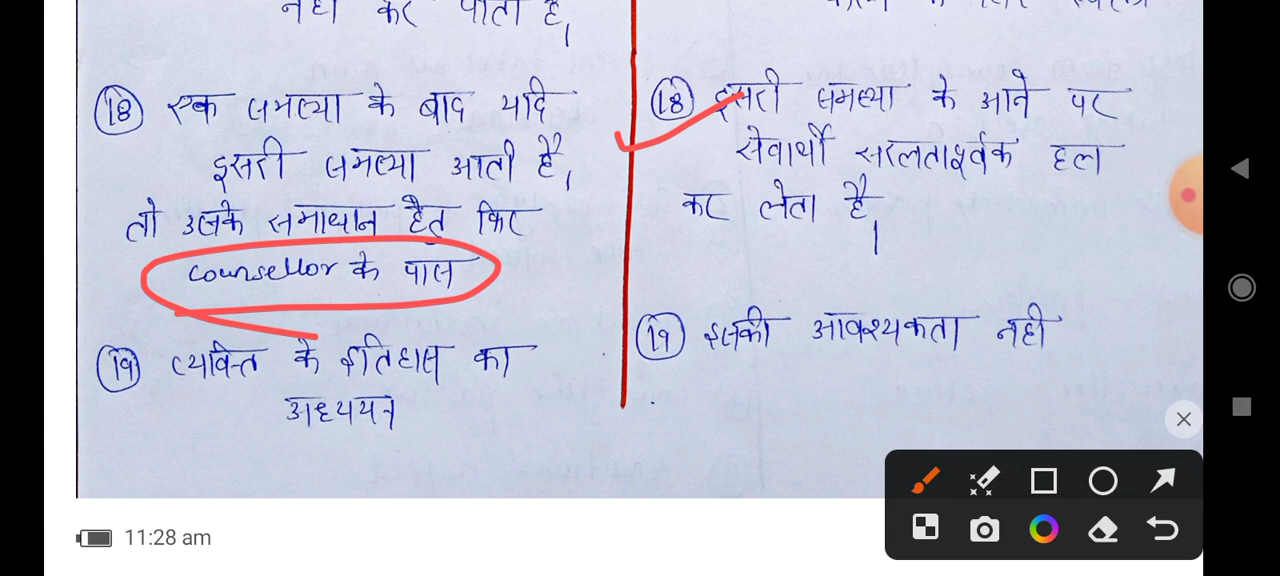 नहीं कर पाता है,
(18) एक समस्या के बाद यदि
दूसरी समस्या आती है,
तो उसके समाधान हेतु फिर
Counsellor के पास
(19) व्यक्ति के इतिहास का
अध्ययन
(18) दूसरी समस्या के आने पर
सेवार्थी सरलतापूर्वक हल
कर लेता है।
(19) इसकी आवश्यकता नही
11:28 am